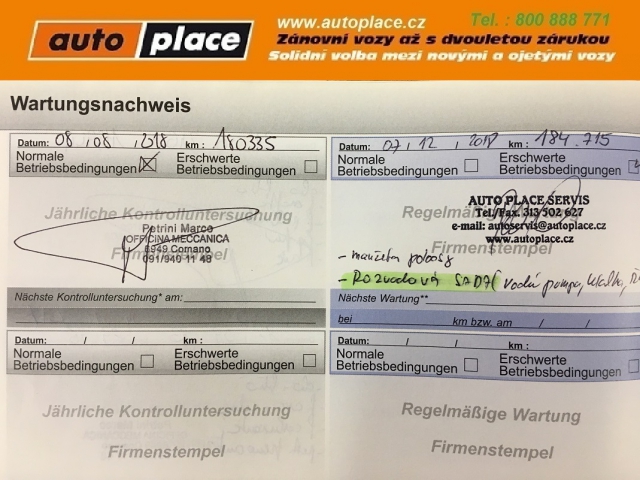 auto place
www.autoplace.cz
Tel. : 800 888 771
Zánovní vozy až s dvouletou zárukou
Solidní volba mezi novými a ojetými vozy
Wartungsnachweis
Datum: 08 , 08 , 2018 km : 180335
Normale Betriebsbedingungen
Erschwerte Betriebsbedingungen
Jährliche Kontrolluntersuchung
Petrini Marco
OFFICINA MECCANICA
6949 Comano
091/940 11 48
Firmenstempel
Nächste Kontrolluntersuchung* am: / /
Datum: 07 , 12 , 2018 km : 184.715
Normale Betriebsbedingungen
Erschwerte Betriebsbedingungen
AUTO PLACE SERVIS
Tel./Fax. 313 502 627
e-mail: autoservis@autoplace.cz
www.autoplace.cz
Firmenstempel
- manžeta poloosy
- Rozvodová SADA, vodní pumpa,
Nächste Wartung**
bei km bzw. am / /
Datum: / / km :
Normale Betriebsbedingungen
Erschwerte Betriebsbedingungen
Jährliche Kontrolluntersuchung
Firmenstempel
Datum: / / km :
Normale Betriebsbedingungen
Erschwerte Betriebsbedingungen
Regelmäßige Wartung
Firmenstempel